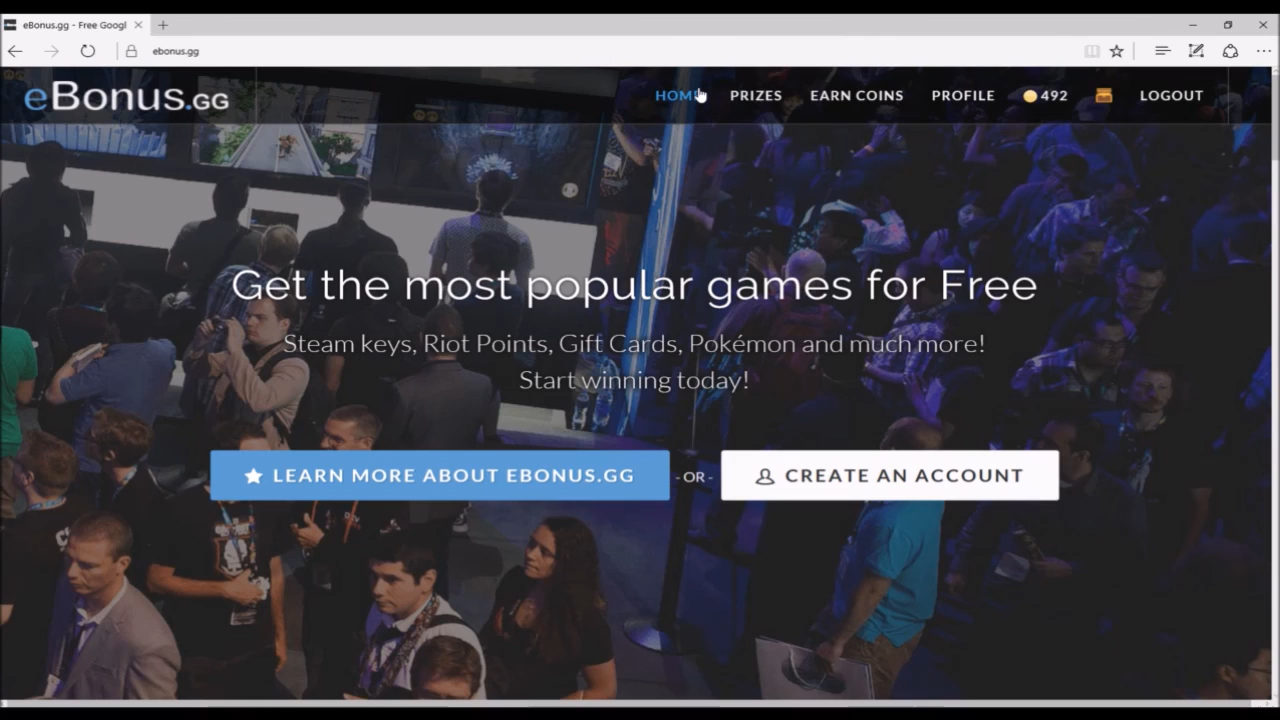 eBonus.gg - Free Googl
ebonus.gg
eBonus.GG
HOME PRIZES EARN COINS PROFILE 492 LOGOUT
Get the most popular games for Free
Steam keys, Riot Points, Gift Cards, Pokémon and much more!
Start winning today!
LEARN MORE ABOUT EBONUS.GG - OR - CREATE AN ACCOUNT